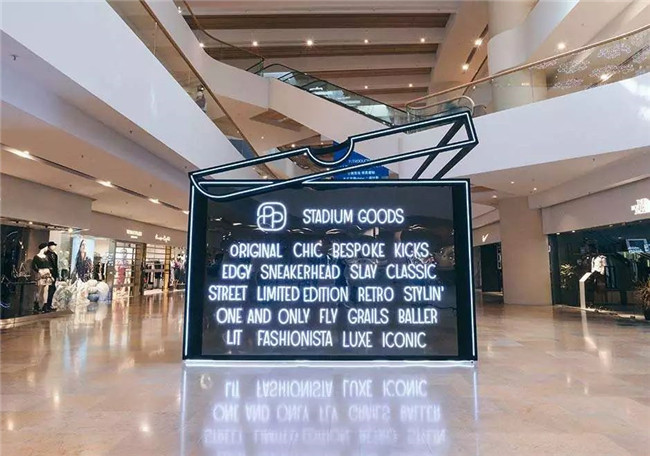 STADIUM GOODS
ORIGINAL CHIC BESPOKE KICKS
EDGY SNEAKERHEAD SLAY CLASSIC
STREET LIMITED EDITION RETRO STYLIN'
ONE AND ONLY FLY GRAILS BALLER
LIT FASHIONISTA LUXE ICONIC